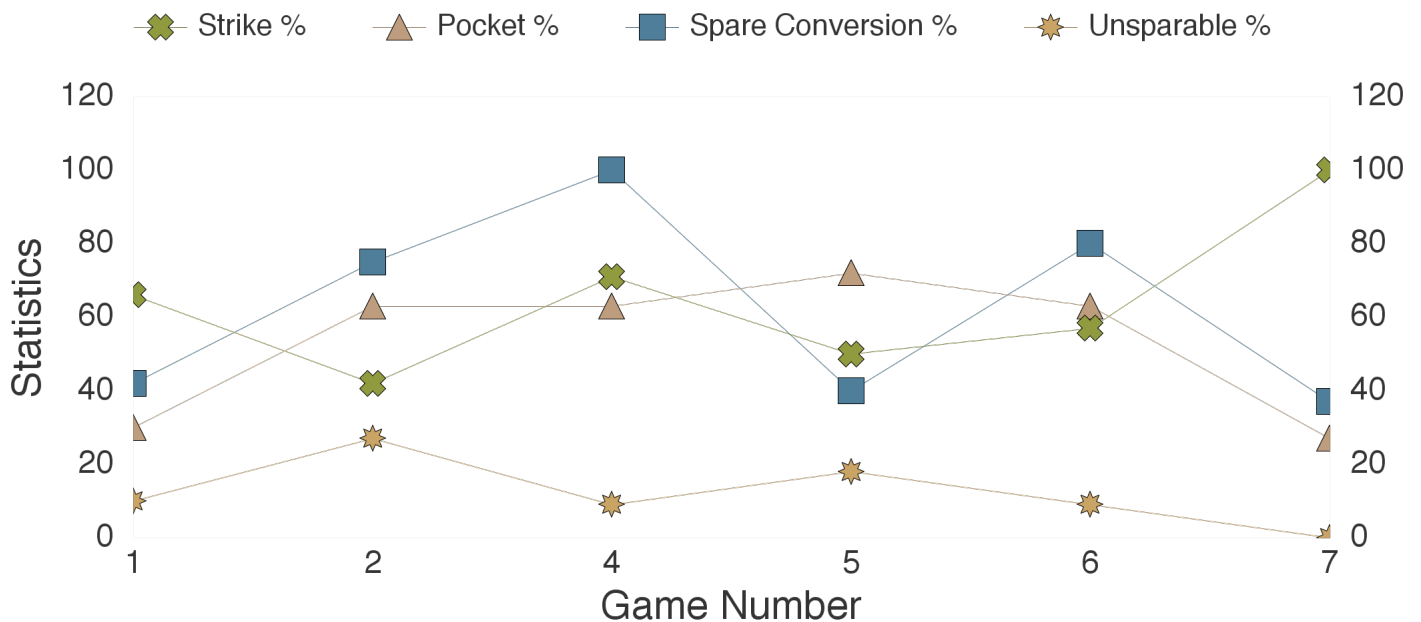 Strike % Pocket % Spare Conversion % Unsparable %
120 120
100 100
80 80
60 60
40 40
20 20
0 0
Statistics
1 2 4 5 6 7
Game Number